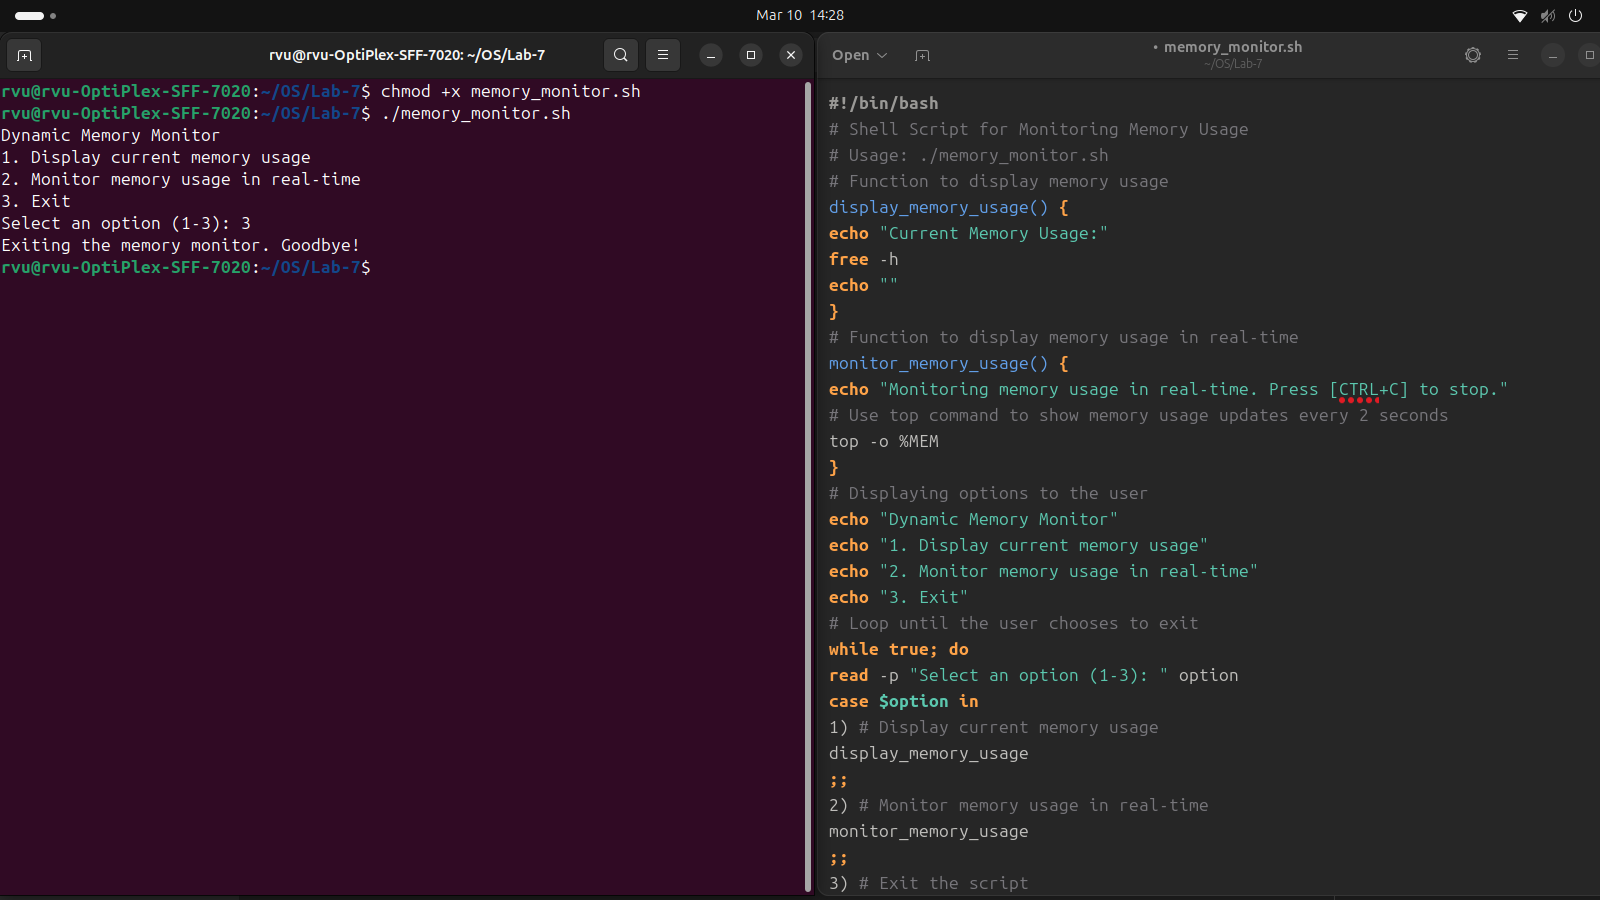 Mar 10 14:28
rvu@rvu-OptiPlex-SFF-7020: ~/OS/Lab-7
rvu@rvu-OptiPlex-SFF-7020:~/OS/Lab-7$ chmod +x memory_monitor.sh
rvu@rvu-OptiPlex-SFF-7020:~/OS/Lab-7$ ./memory_monitor.sh
Dynamic Memory Monitor
1. Display current memory usage
2. Monitor memory usage in real-time
3. Exit
Select an option (1-3): 3
Exiting the memory monitor. Goodbye!
rvu@rvu-OptiPlex-SFF-7020:~/OS/Lab-7$
Open
• memory_monitor.sh
~/OS/Lab-7
#!/bin/bash
# Shell Script for Monitoring Memory Usage
# Usage: ./memory_monitor.sh
# Function to display memory usage
display_memory_usage() {
echo "Current Memory Usage:"
free -h
echo ""
}
# Function to display memory usage in real-time
monitor_memory_usage() {
echo "Monitoring memory usage in real-time. Press [CTRL+C] to stop."
# Use top command to show memory usage updates every 2 seconds
top -o %MEM
}
# Displaying options to the user
echo "Dynamic Memory Monitor"
echo "1. Display current memory usage"
echo "2. Monitor memory usage in real-time"
echo "3. Exit"
# Loop until the user chooses to exit
while true; do
read -p "Select an option (1-3): " option
case $option in
1) # Display current memory usage
display_memory_usage
;;
2) # Monitor memory usage in real-time
monitor_memory_usage
;;
3) # Exit the script